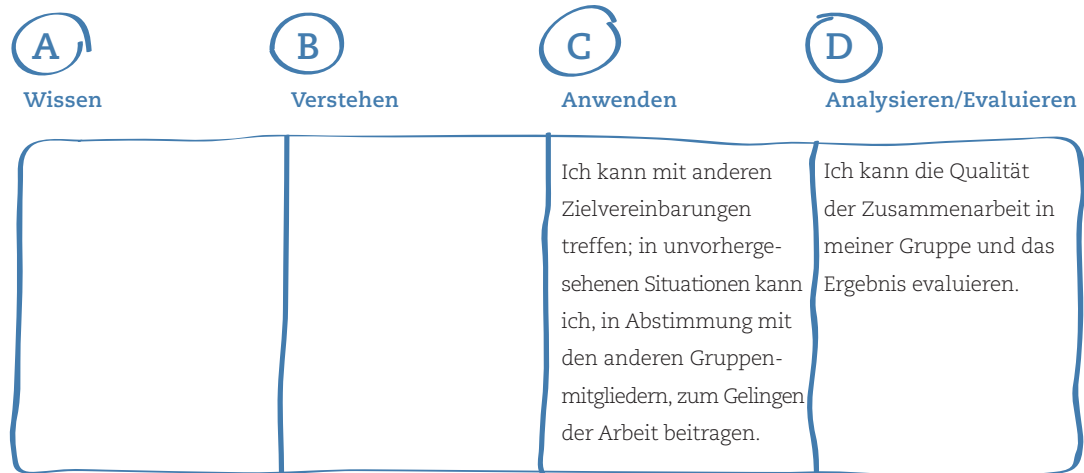 A
B
C
D
Wissen
Verstehen
Anwenden
Analysieren/Evaluieren
Ich kann mit anderen
Zielvereinbarungen
treffen; in unvorherge-
sehenen Situationen kann
ich, in Abstimmung mit
den anderen Gruppen-
mitgliedern, zum Gelingen
der Arbeit beitragen.
Ich kann die Qualität
der Zusammenarbeit in
meiner Gruppe und das
Ergebnis evaluieren.